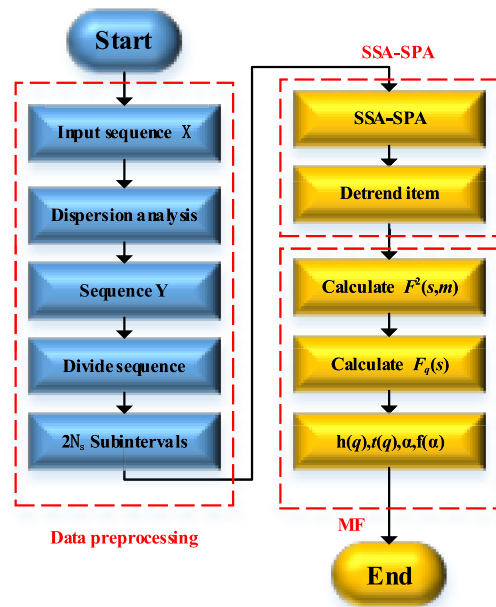 Start
Input sequence X
Dispersion analysis
Sequence Y
Divide sequence
2Ns Subintervals
Data preprocessing
SSA-SPA
SSA-SPA
Detrend item
Calculate F²(s,m)
Calculate Fq(s)
h(q),t(q),α,f(α)
MF
End